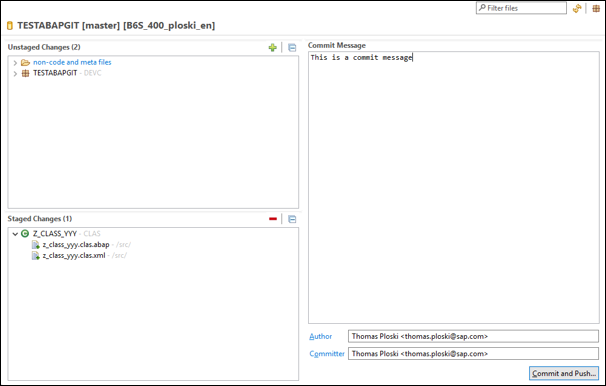 Filter files
TESTABAPGIT [master] [B6S_400_ploski_en]
Unstaged Changes (2)
non-code and meta files
TESTABAPGIT - DEVC
Staged Changes (1)
Z_CLASS_YYY - CLAS
z_class_yyy.clas.abap - /src/
z_class_yyy.clas.xml - /src/
Commit Message
This is a commit message
Author
Thomas Ploski <thomas.ploski@sap.com>
Committer
Thomas Ploski <thomas.ploski@sap.com>
Commit and Push...